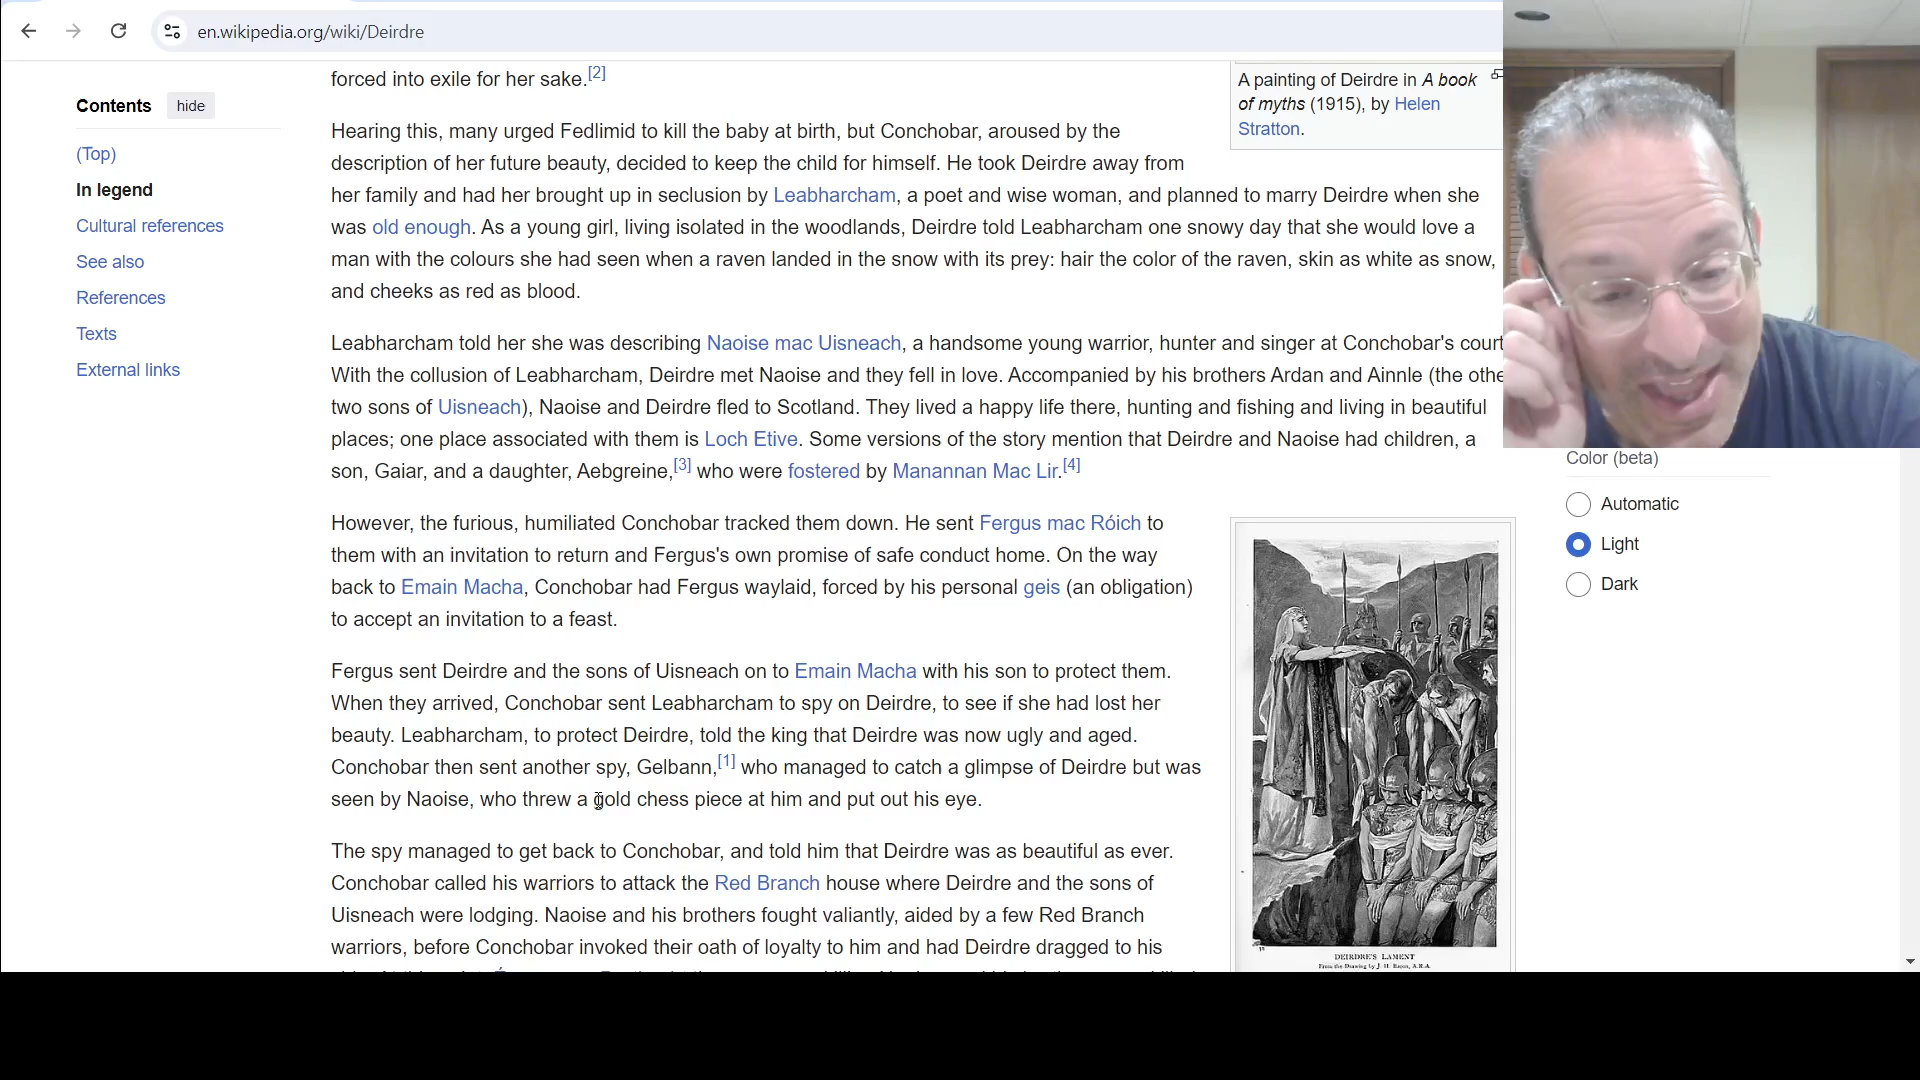 en.wikipedia.org/wiki/Deirdre
Contents hide
(Top)
In legend
Cultural references
See also
References
Texts
External links
forced into exile for her sake.[2]
Hearing this, many urged Fedlimid to kill the baby at birth, but Conchobar, aroused by the
description of her future beauty, decided to keep the child for himself. He took Deirdre away from
her family and had her brought up in seclusion by Leabharcham, a poet and wise woman, and planned to marry Deirdre when she
was old enough. As a young girl, living isolated in the woodlands, Deirdre told Leabharcham one snowy day that she would love a
man with the colours she had seen when a raven landed in the snow with its prey: hair the color of the raven, skin as white as snow,
and cheeks as red as blood.
Leabharcham told her she was describing Naoise mac Uisneach, a handsome young warrior, hunter and singer at Conchobar's court
With the collusion of Leabharcham, Deirdre met Naoise and they fell in love. Accompanied by his brothers Ardan and Ainnle (the othe
two sons of Uisneach), Naoise and Deirdre fled to Scotland. They lived a happy life there, hunting and fishing and living in beautiful
places; one place associated with them is Loch Etive. Some versions of the story mention that Deirdre and Naoise had children, a
son, Gaiar, and a daughter, Aebgreine,[3] who were fostered by Manannan Mac Lir.[4]
However, the furious, humiliated Conchobar tracked them down. He sent Fergus mac Róich to
them with an invitation to return and Fergus's own promise of safe conduct home. On the way
back to Emain Macha, Conchobar had Fergus waylaid, forced by his personal geis (an obligation)
to accept an invitation to a feast.
Fergus sent Deirdre and the sons of Uisneach on to Emain Macha with his son to protect them.
When they arrived, Conchobar sent Leabharcham to spy on Deirdre, to see if she had lost her
beauty. Leabharcham, to protect Deirdre, told the king that Deirdre was now ugly and aged.
Conchobar then sent another spy, Gelbann,[1] who managed to catch a glimpse of Deirdre but was
seen by Naoise, who threw a gold chess piece at him and put out his eye.
The spy managed to get back to Conchobar, and told him that Deirdre was as beautiful as ever.
Conchobar called his warriors to attack the Red Branch house where Deirdre and the sons of
Uisneach were lodging. Naoise and his brothers fought valiantly, aided by a few Red Branch
warriors, before Conchobar invoked their oath of loyalty to him and had Deirdre dragged to his
A painting of Deirdre in A book
of myths (1915), by Helen
Stratton.
DEIRDRE'S LAMENT
From the Drawing by J. H. Bacon, A.R.A
Color (beta)
Automatic
Light
Dark